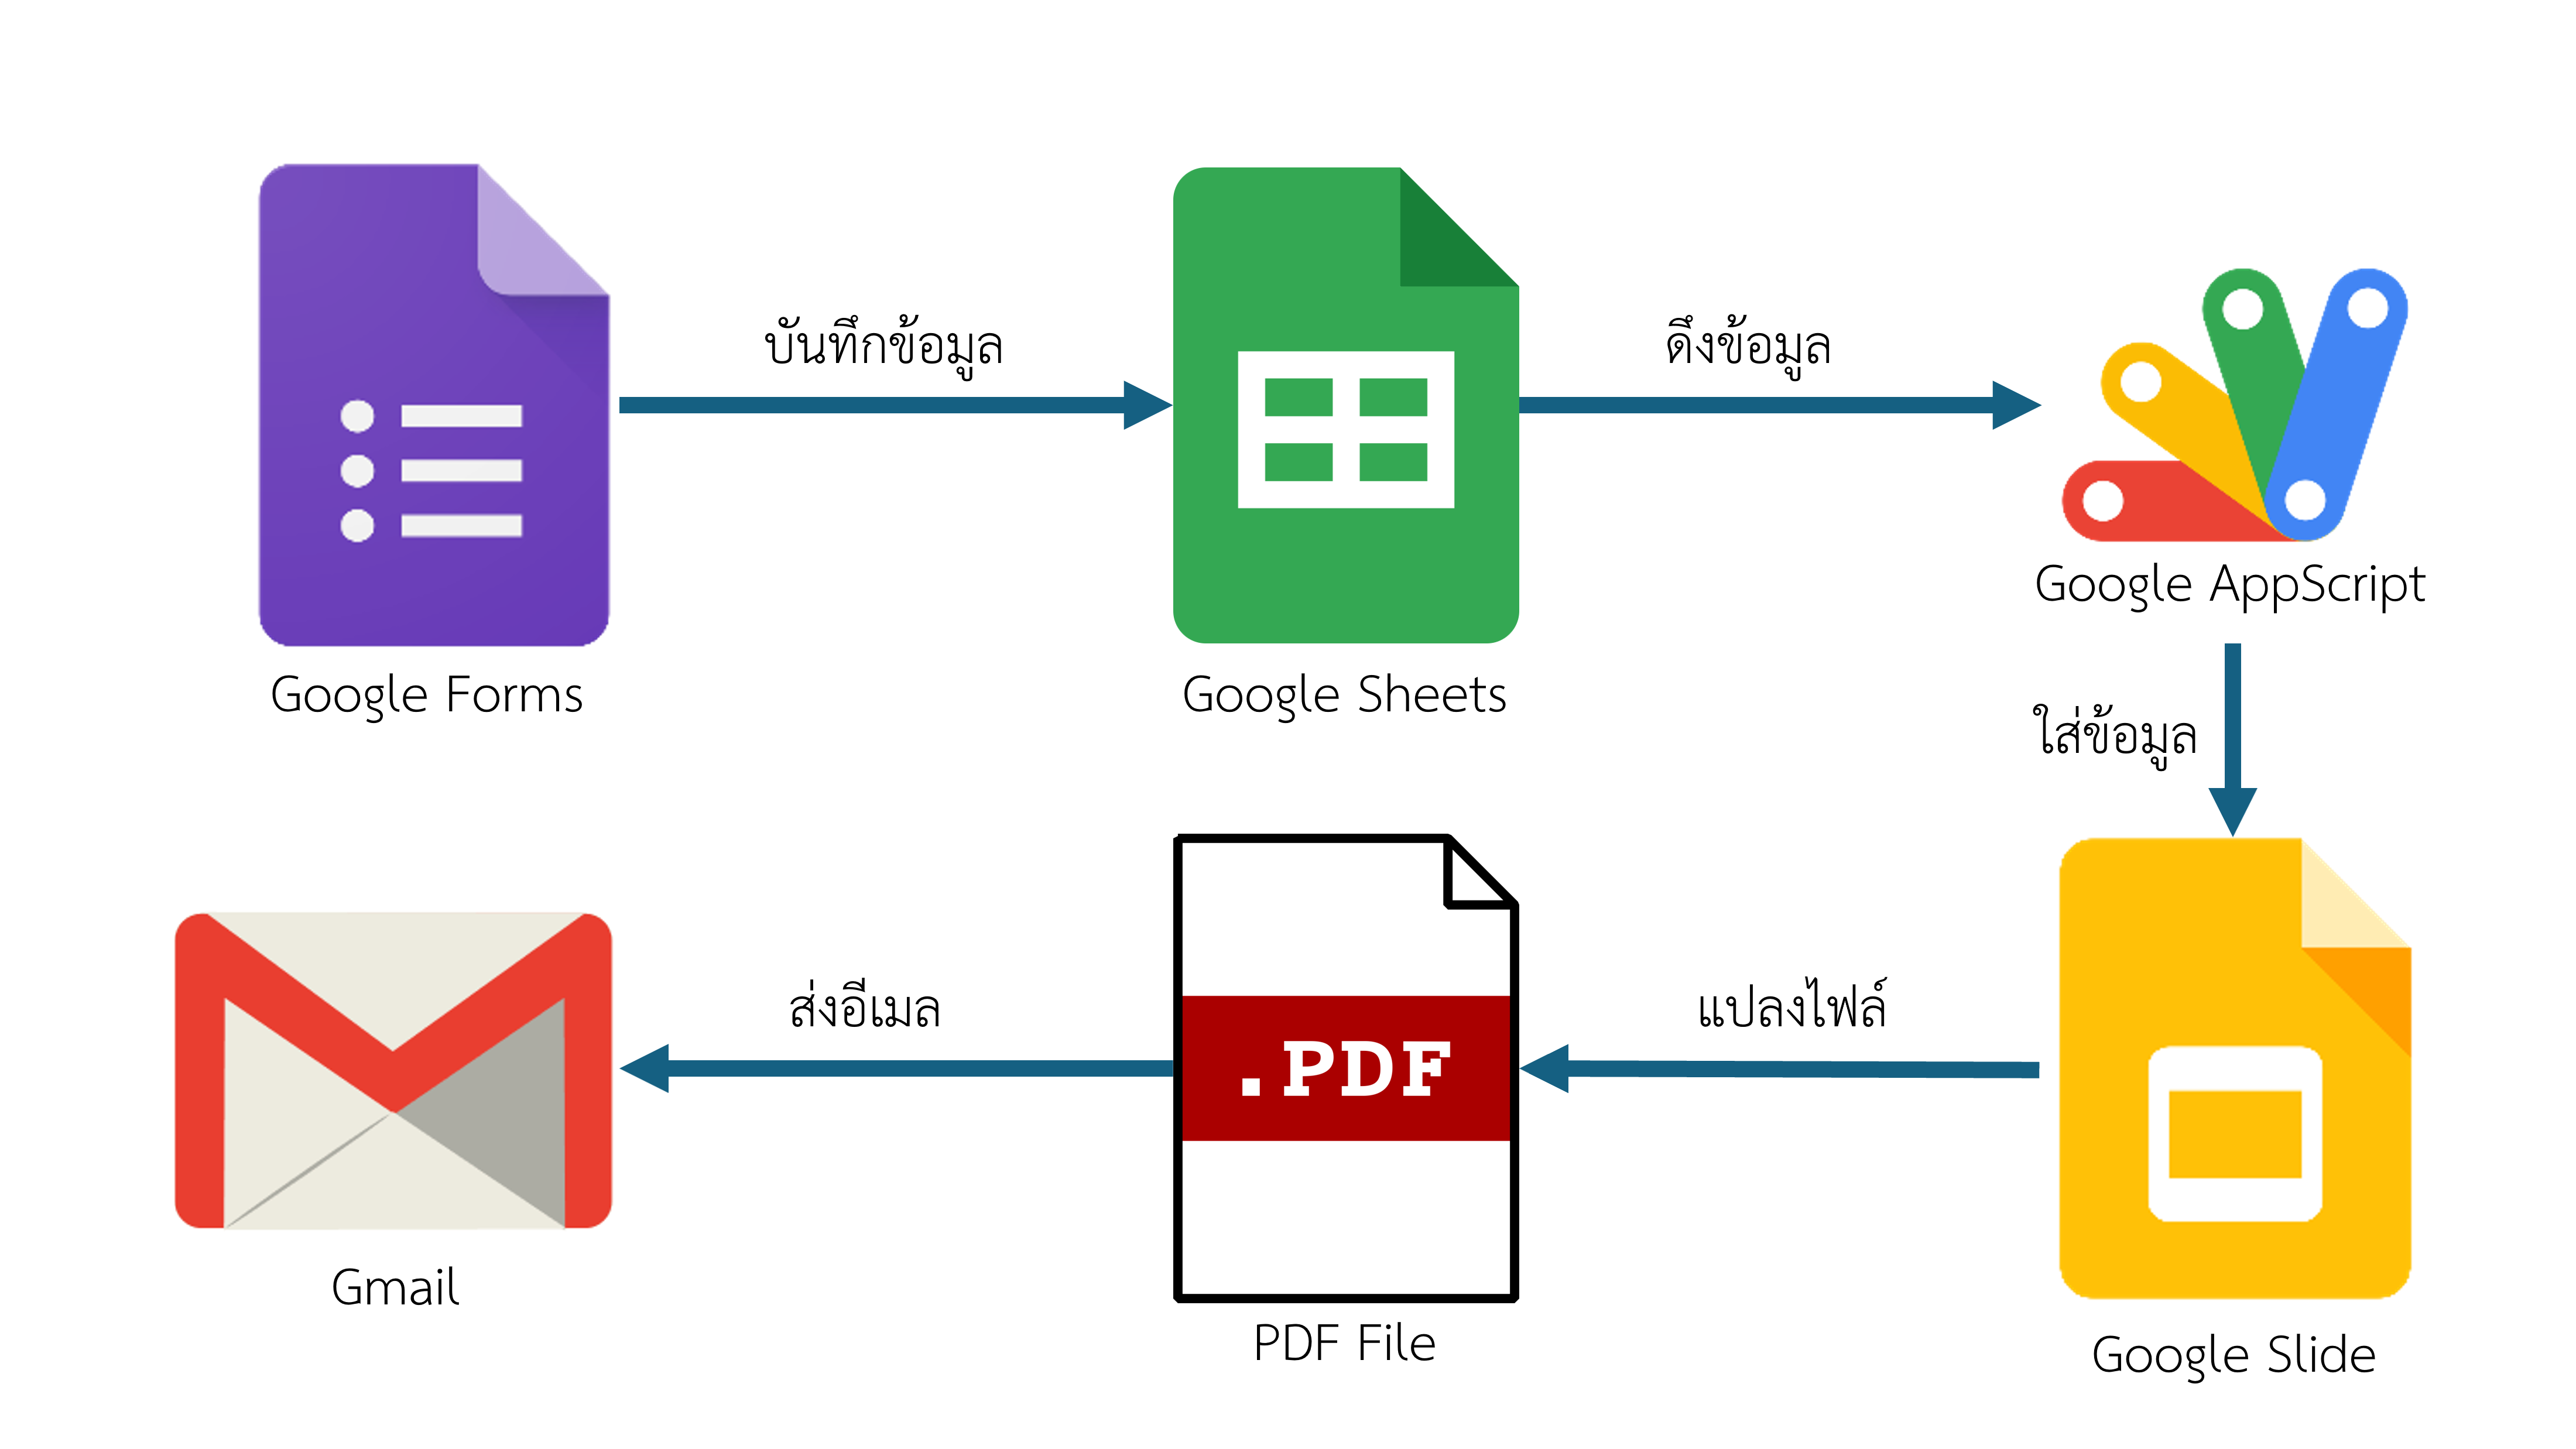 บันทึกข้อมูล
ดึงข้อมูล
Google AppScript
Google Forms
Google Sheets
ใส่ข้อมูล
ส่งอีเมล
แปลงไฟล์
.PDF
Gmail
PDF File
Google Slide